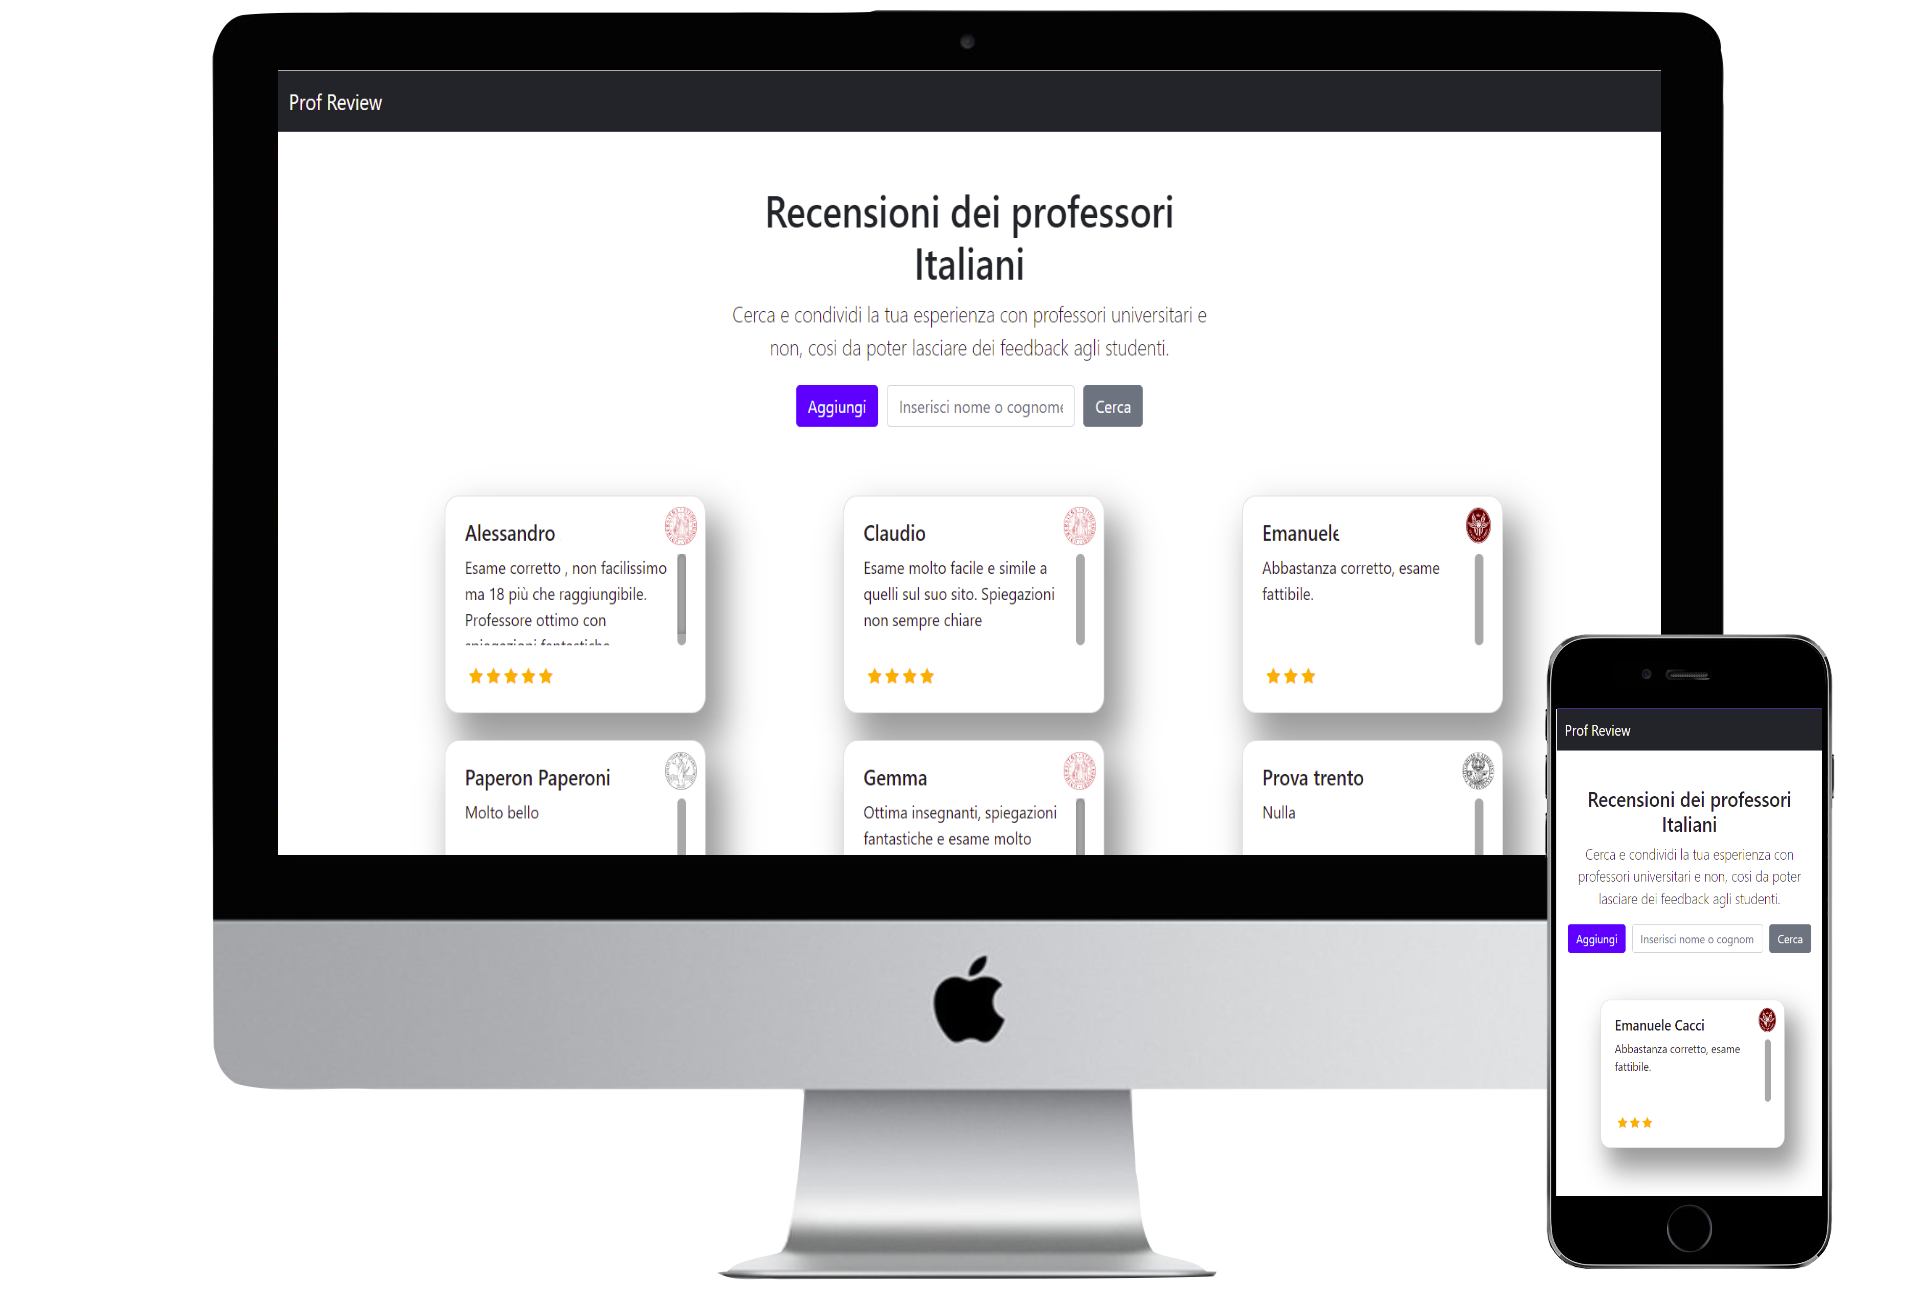 Prof Review
Recensioni dei professori
Italiani
Cerca e condividi la tua esperienza con professori universitari e
non, cosi da poter lasciare dei feedback agli studenti.
Aggiungi
Inserisci nome o cognome
Cerca
Alessandro
Esame corretto , non facilissimo
ma 18 più che raggiungibile.
Professore ottimo con
spiegazioni fantastiche
Claudio
Esame molto facile e simile a
quelli sul suo sito. Spiegazioni
non sempre chiare
Emanuele
Abbastanza corretto, esame
fattibile.
Paperon Paperoni
Molto bello
Gemma
Ottima insegnanti, spiegazioni
fantastiche e esame molto
Prova trento
Nulla
Prof Review
Recensioni dei professori
Italiani
Cerca e condividi la tua esperienza con
professori universitari e non, cosi da poter
lasciare dei feedback agli studenti.
Aggiungi
Inserisci nome o cognom
Cerca
Emanuele Cacci
Abbastanza corretto, esame
fattibile.